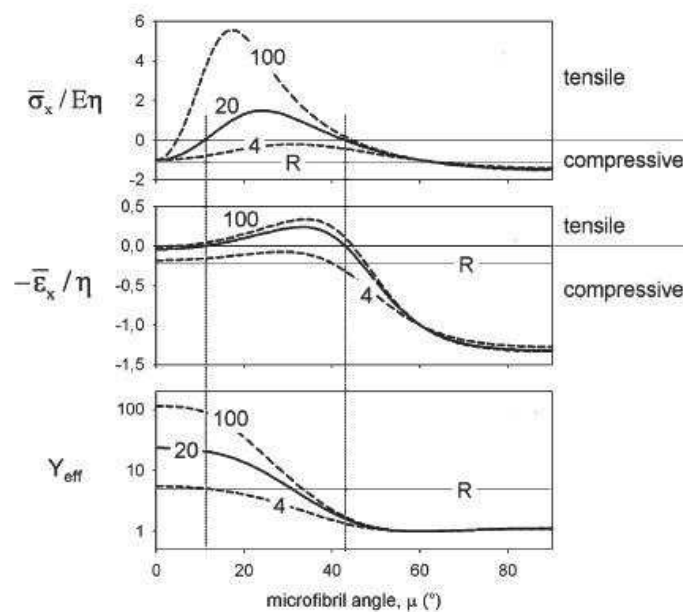 6
4
2
0
-2
σ̅ₓ / Eη
100
20
4
R
tensile
compressive
0,5
0,0
-0,5
-1,0
-1,5
-ε̅ₓ / η
100
4
R
tensile
compressive
100
10
1
Y_eff
100
20
4
R
0 20 40 60 80
microfibril angle, μ (°)